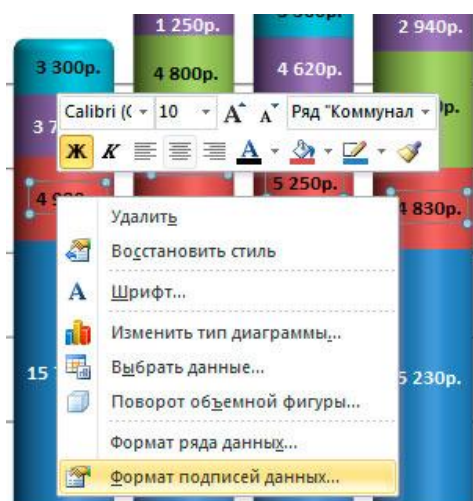 1 250р.
2 940р.
3 300р.
4 800р.
4 620р.
Calibri (
10
A
A
Ряд "Коммунал
Ж К
А
5 250р.
4 830р.
Удалить
Восстановить стиль
А Шрифт...
Изменить тип диаграммы...
Выбрать данные...
15
5 230р.
Поворот объемной фигуры...
Формат ряда данных...
Формат подписей данных...